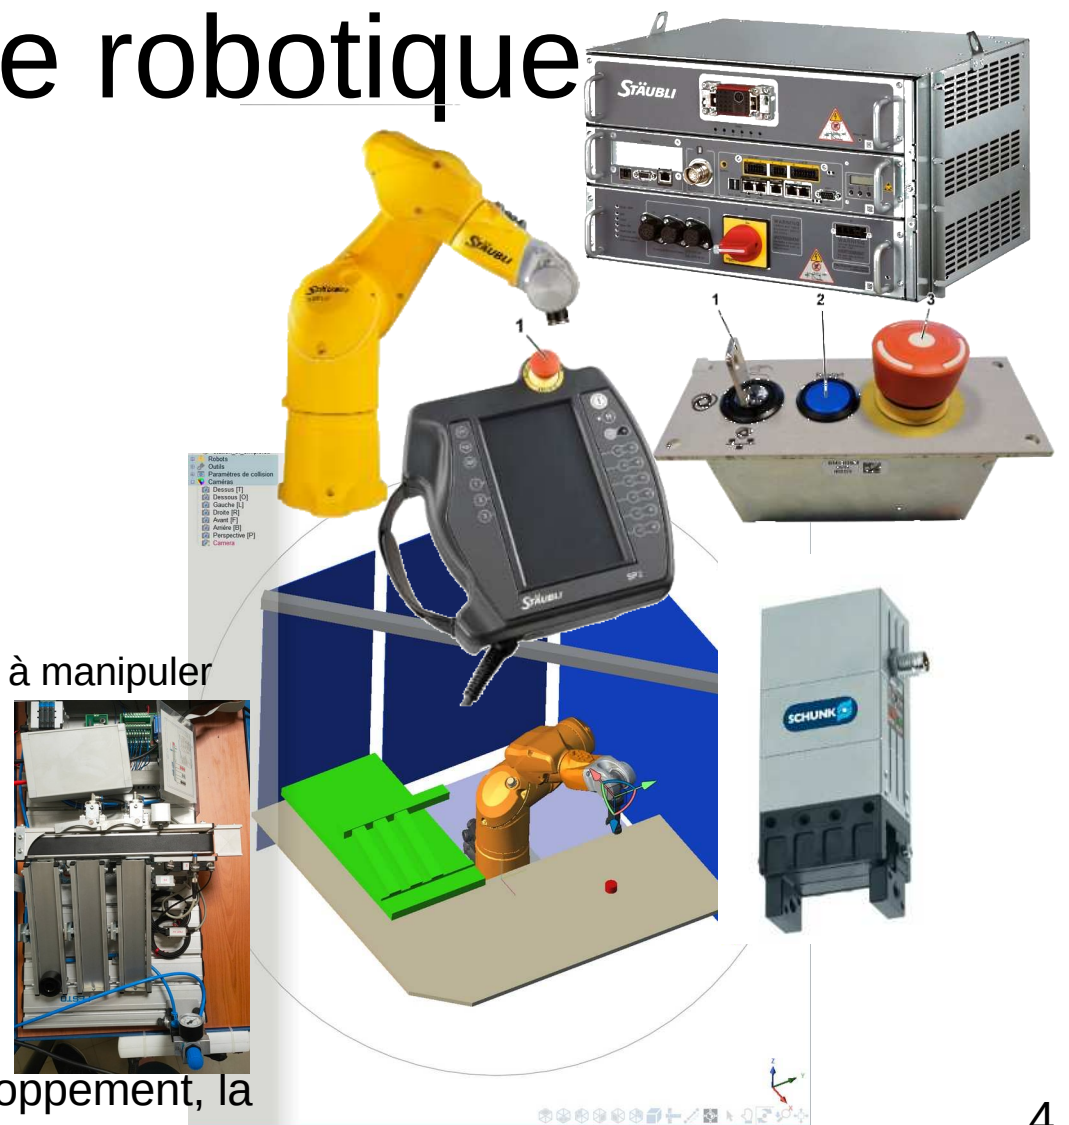 e robotique
STÄUBLI
STÄUBLI
STÄUBLI
1
1
2
3
Robots
Outils
Paramètres de collision
Caméras
Dessus [T]
Dessous [O]
Gauche [L]
Droite [R]
Avant [F]
Arrière [B]
Perspective [P]
Camera
SP2
STÄUBLI
SCHUNK
à manipuler
oppement, la
Z
Y
X
4